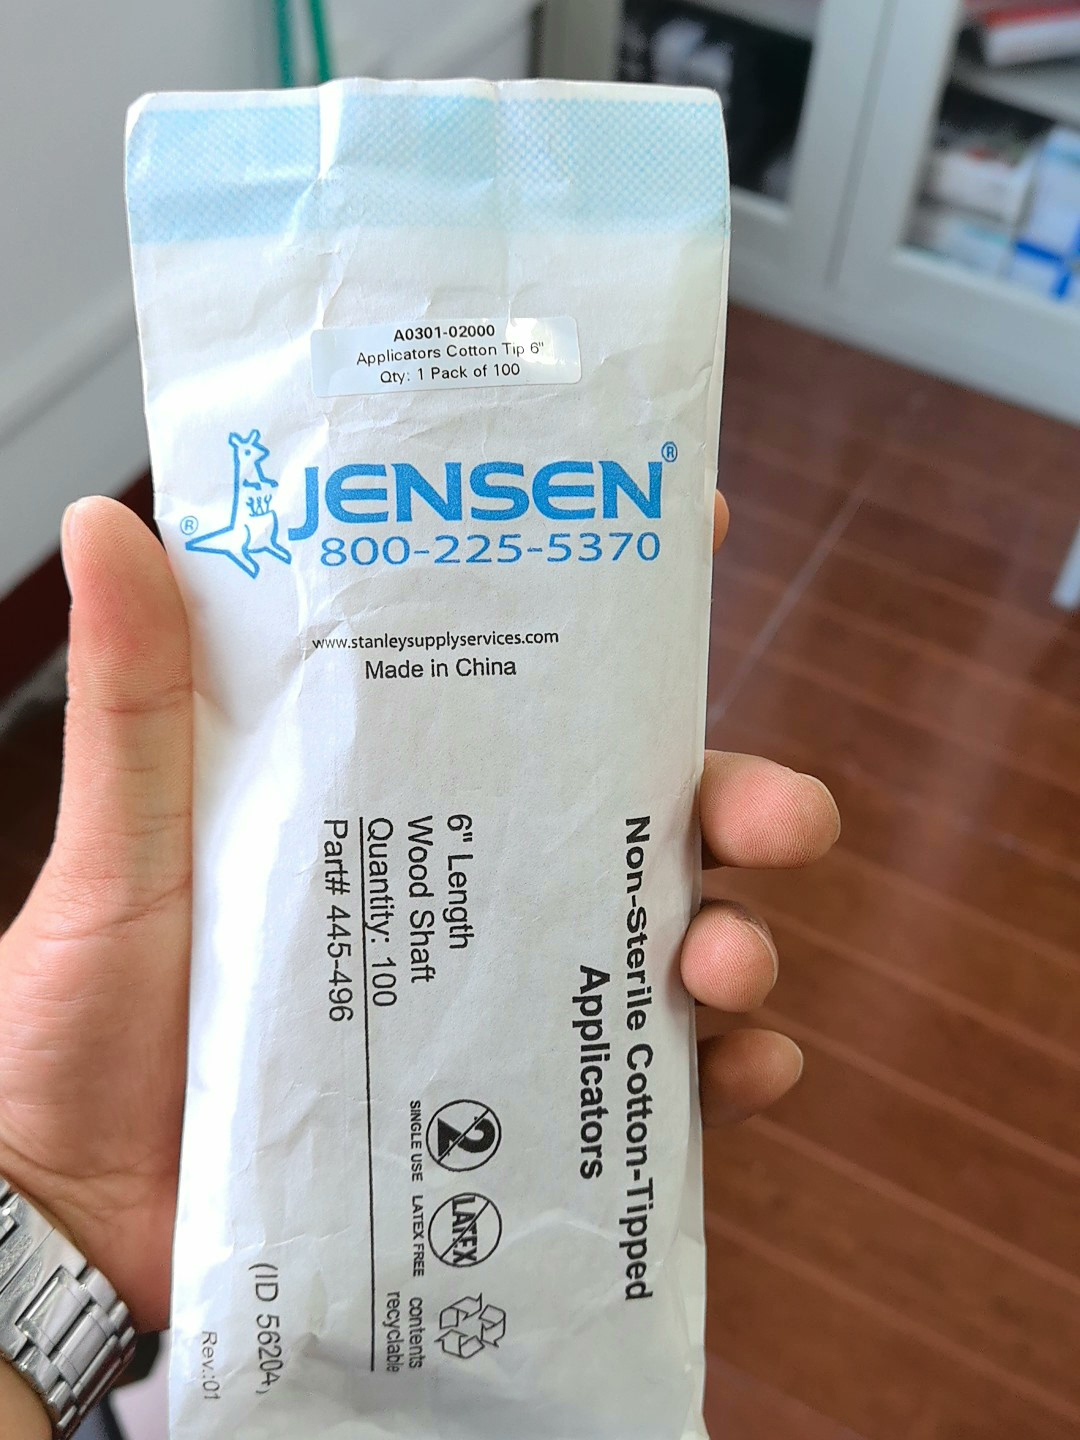 A0301-02000
Applicators Cotton Tip 6"
Qty: 1 Pack of 100
JENSEN®
®
800-225-5370
www.stanleysupplyservices.com
Made in China
Non-Sterile Cotton-Tipped
Applicators
6" Length
Wood Shaft
Quantity: 100
Part# 445-496
2
SINGLE USE
LATEX
LATEX FREE
contents
recyclable
(ID 56204)
Rev.:01